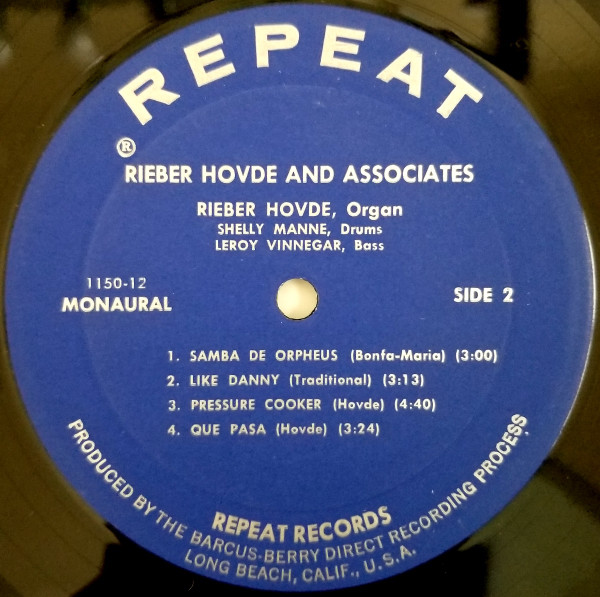 REPEAT
®
RIEBER HOVDE AND ASSOCIATES
RIEBER HOVDE, Organ
SHELLY MANNE, Drums
LEROY VINNEGAR, Bass
1150-12
MONAURAL
SIDE 2
1. SAMBA DE ORPHEUS (Bonfa-Maria) (3:00)
2. LIKE DANNY (Traditional) (3:13)
3. PRESSURE COOKER (Hovde) (4:40)
4. QUE PASA (Hovde) (3:24)
REPEAT RECORDS
PRODUCED BY THE BARCUS-BERRY DIRECT RECORDING PROCESS
LONG BEACH, CALIF., U.S.A.